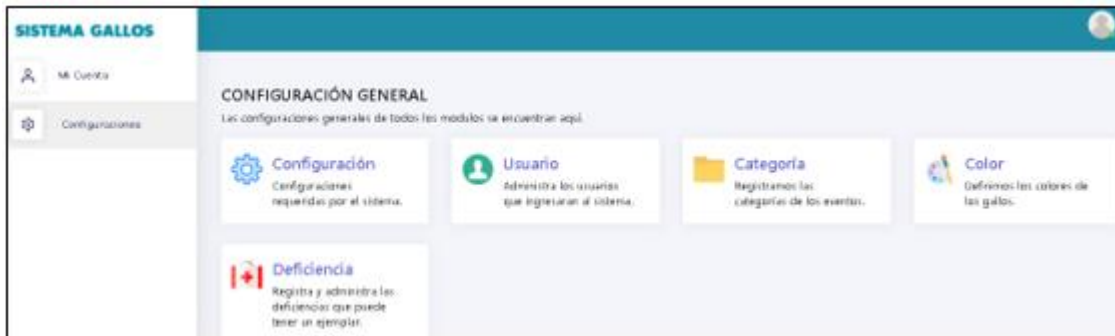 SISTEMA GALLOS
Mi Cuenta
Configuraciones
CONFIGURACIÓN GENERAL
Las configuraciones generales de todos los modulos se encuentran aquí.
Configuración
Configuraciones
requeridas por el sistema.
Usuario
Administra los usuarios
que ingresaran al sistema.
Categoría
Registramos las
categorías de los eventos.
Color
Definimos los colores de
los gallos.
Deficiencia
Registra y administra las
deficiencias que puede
tener un ejemplar.